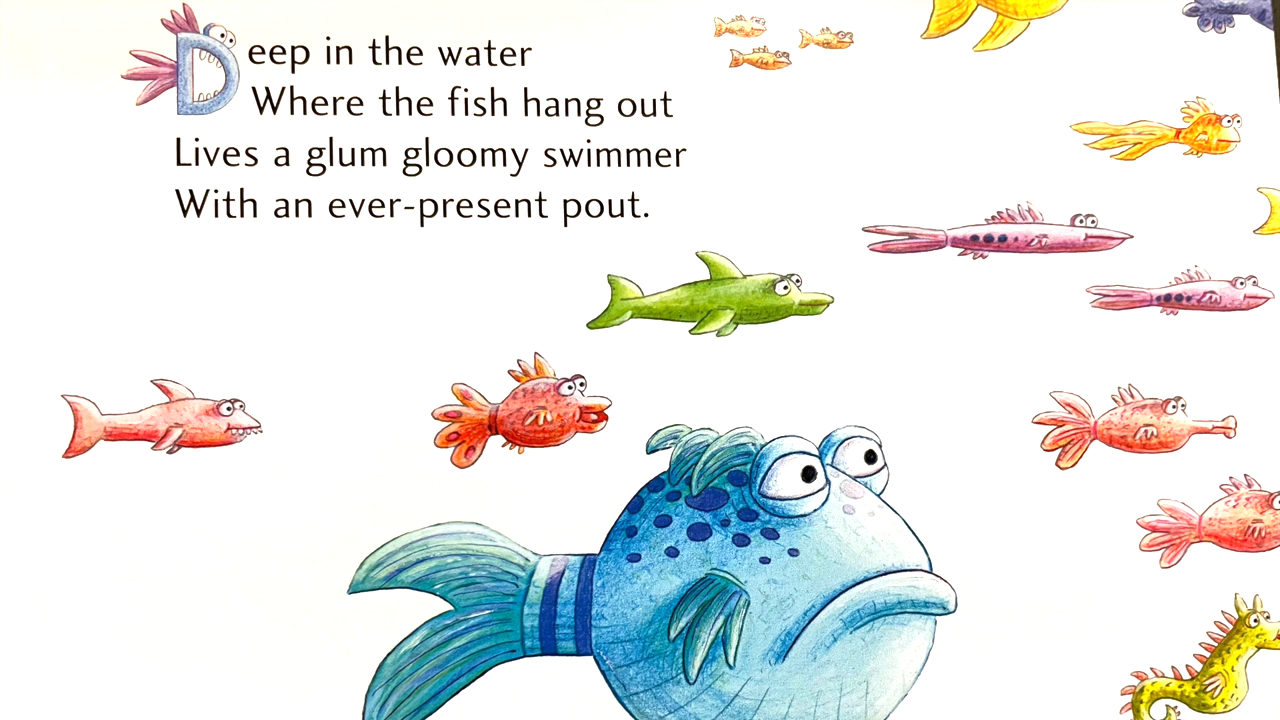 Deep in the water
Where the fish hang out
Lives a glum gloomy swimmer
With an ever-present pout.